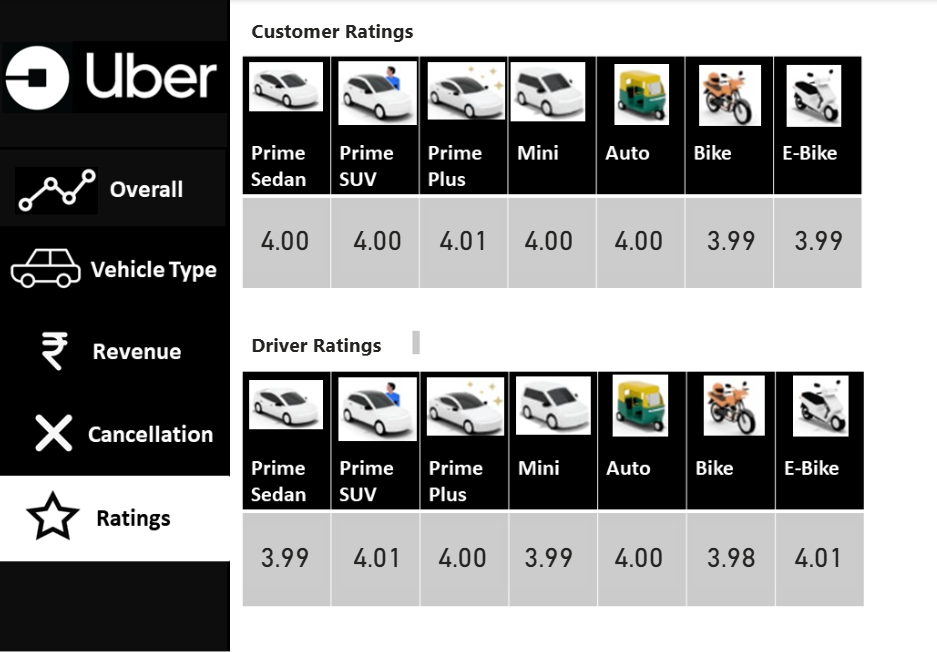 Uber
Overall
Vehicle Type
₹ Revenue
Cancellation
Ratings
Customer Ratings
Prime Sedan
Prime SUV
Prime Plus
Mini
Auto
Bike
E-Bike
4.00 4.00 4.01 4.00 4.00 3.99 3.99
Driver Ratings
Prime Sedan
Prime SUV
Prime Plus
Mini
Auto
Bike
E-Bike
3.99 4.01 4.00 3.99 4.00 3.98 4.01